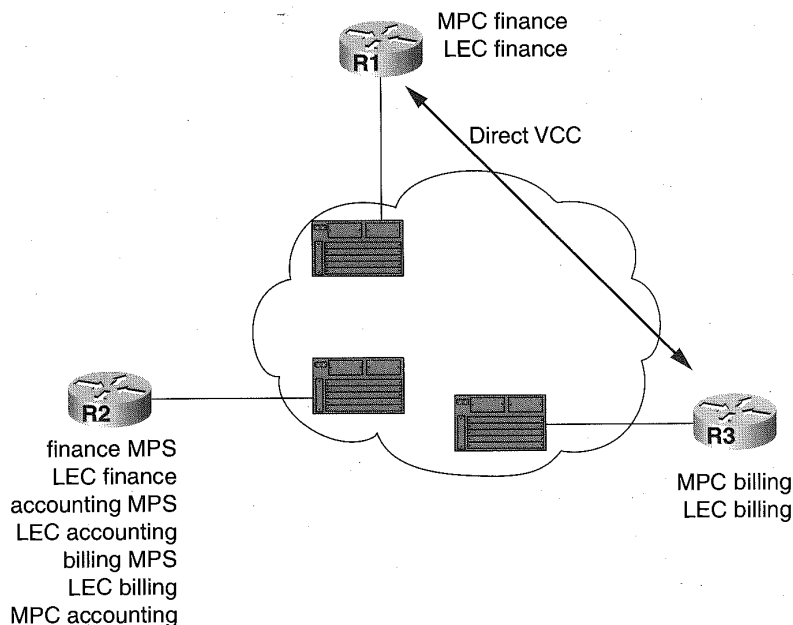 MPC finance
LEC finance
R1
Direct VCC
R2
finance MPS
LEC finance
accounting MPS
LEC accounting
billing MPS
LEC billing
MPC accounting
R3
MPC billing
LEC billing